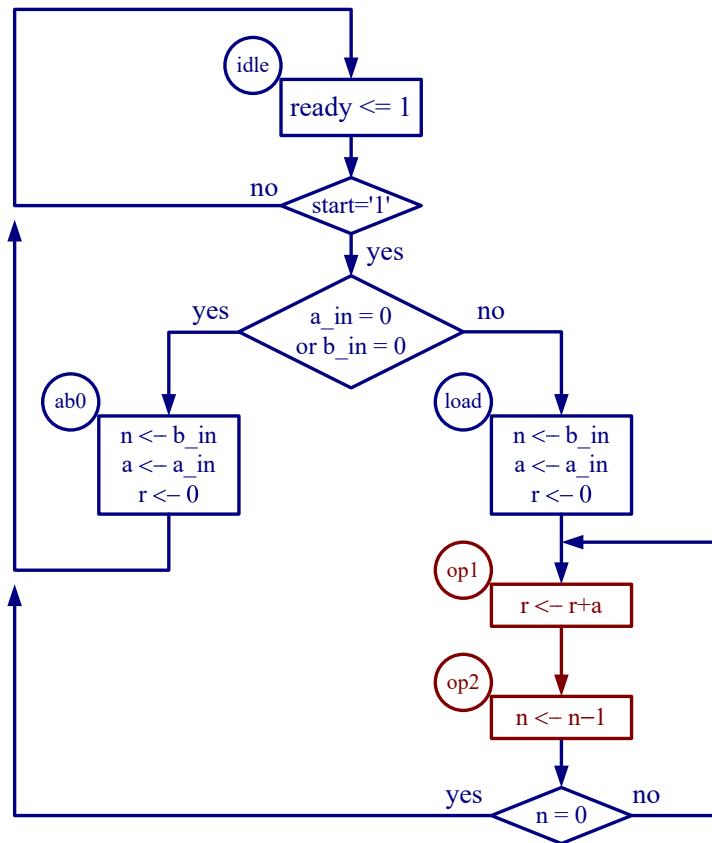 idle
ready <= 1
no
start='1'
yes
yes
a_in = 0
or b_in = 0
no
ab0
n <− b_in
a <− a_in
r <− 0
load
n <− b_in
a <− a_in
r <− 0
op1
r <− r+a
op2
n <− n−1
yes
n = 0
no